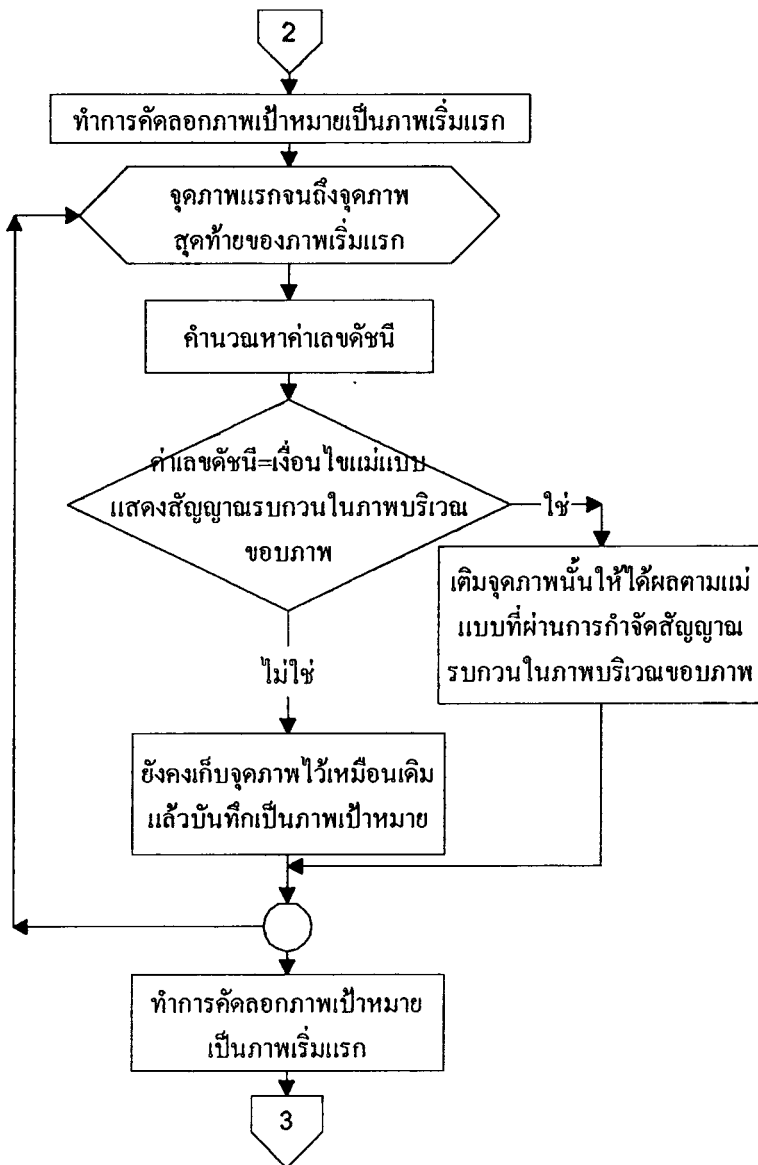 2
ทำการคัดลอกภาพเป้าหมายเป็นภาพเริ่มแรก
จุดภาพแรกจนถึงจุดภาพ
สุดท้ายของภาพเริ่มแรก
คำนวณหาค่าเลขดัชนี
ค่าเลขดัชนี=เงื่อนไขแม่แบบ
แสดงสัญญาณรบกวนในภาพบริเวณ
ขอบภาพ
ใช่
เติมจุดภาพนั้นให้ได้ผลตามแม่
แบบที่ผ่านการกำจัดสัญญาณ
รบกวนในภาพบริเวณขอบภาพ
ไม่ใช่
ยังคงเก็บจุดภาพไว้เหมือนเดิม
แล้วบันทึกเป็นภาพเป้าหมาย
ทำการคัดลอกภาพเป้าหมาย
เป็นภาพเริ่มแรก
3